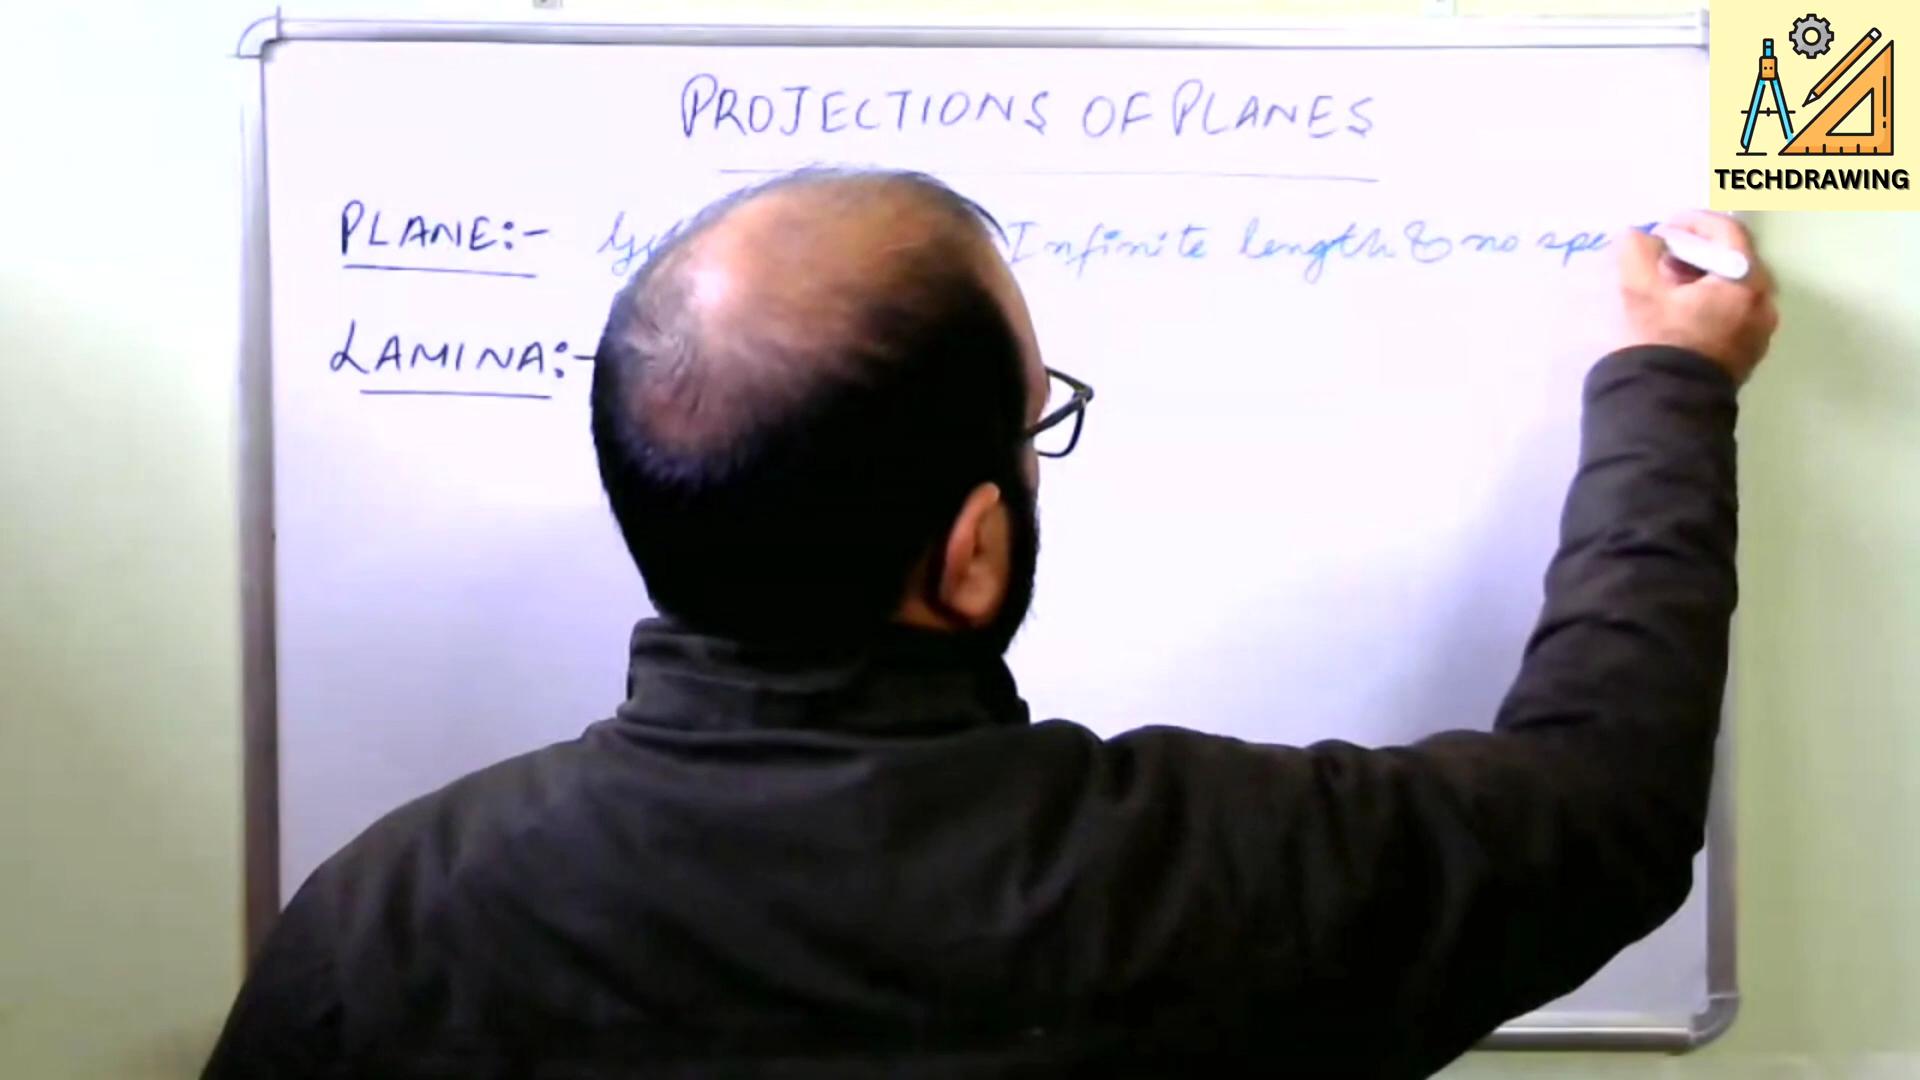 PROJECTIONS OF PLANES
PLANE:- Infinite length & no
LAMINA:-
TECHDRAWING